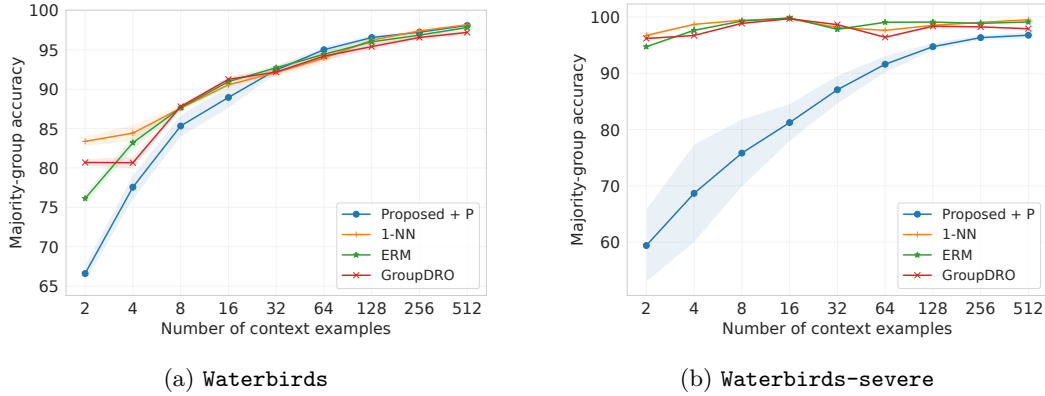 100
95
90
85
80
75
70
65
Majority-group accuracy
2 4 8 16 32 64 128 256 512
Number of context examples
Proposed + P
1-NN
ERM
GroupDRO
(a) Waterbirds
100
90
80
70
60
Majority-group accuracy
2 4 8 16 32 64 128 256 512
Number of context examples
Proposed + P
1-NN
ERM
GroupDRO
(b) Waterbirds-severe